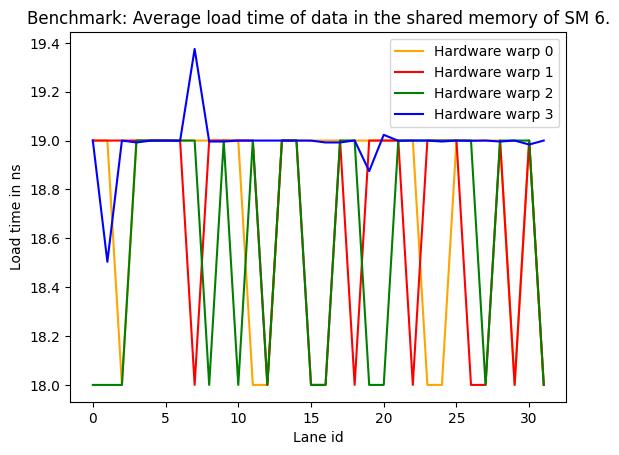 Benchmark: Average load time of data in the shared memory of SM 6.
19.4
19.2
19.0
18.8
18.6
18.4
18.2
18.0
Load time in ns
Hardware warp 0
Hardware warp 1
Hardware warp 2
Hardware warp 3
0 5 10 15 20 25 30
Lane id